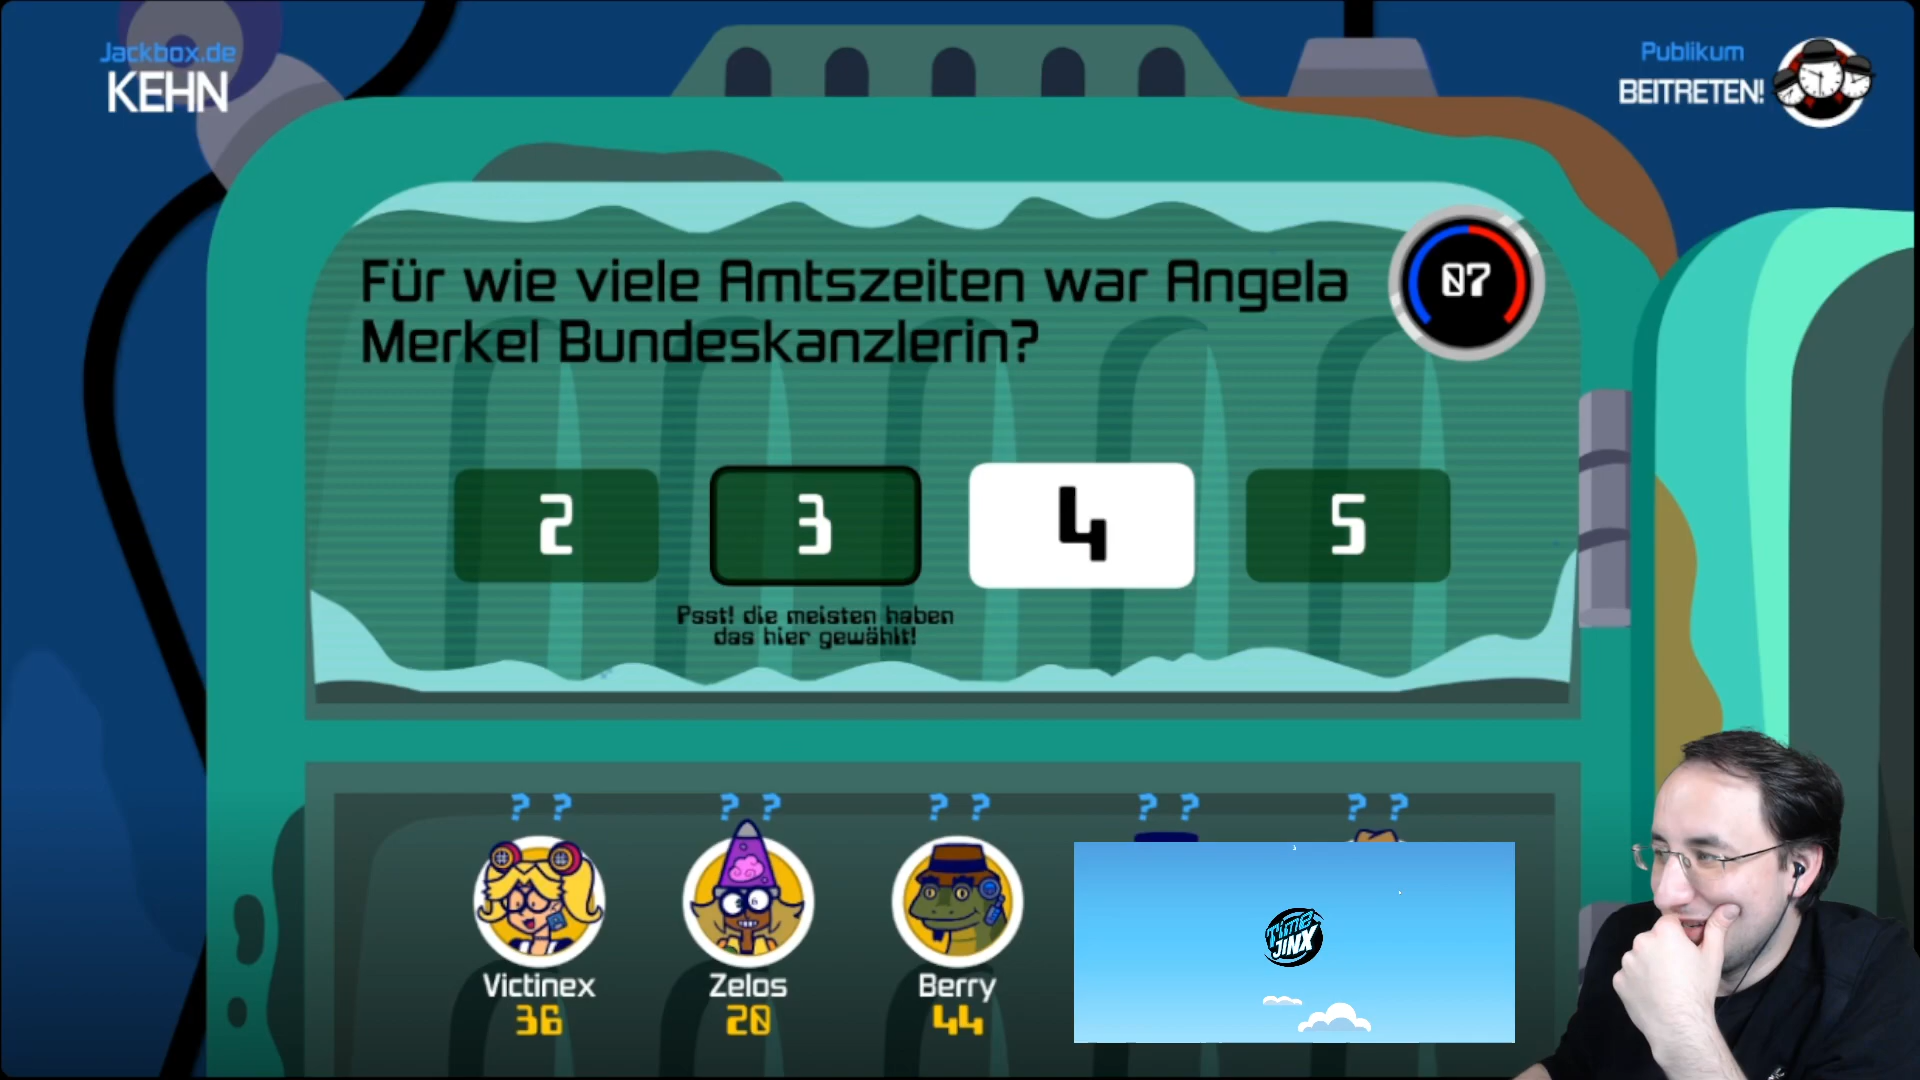 Jackbox.de
KEHN
Publikum
BEITRETEN!
Für wie viele Amtszeiten war Angela
Merkel Bundeskanzlerin?
07
2
3
4
5
Psst! die meisten haben
das hier gewählt!
? ?
? ?
? ?
? ?
? ?
Victinex
Zelos
Berry
36
20
44
Time
JINX